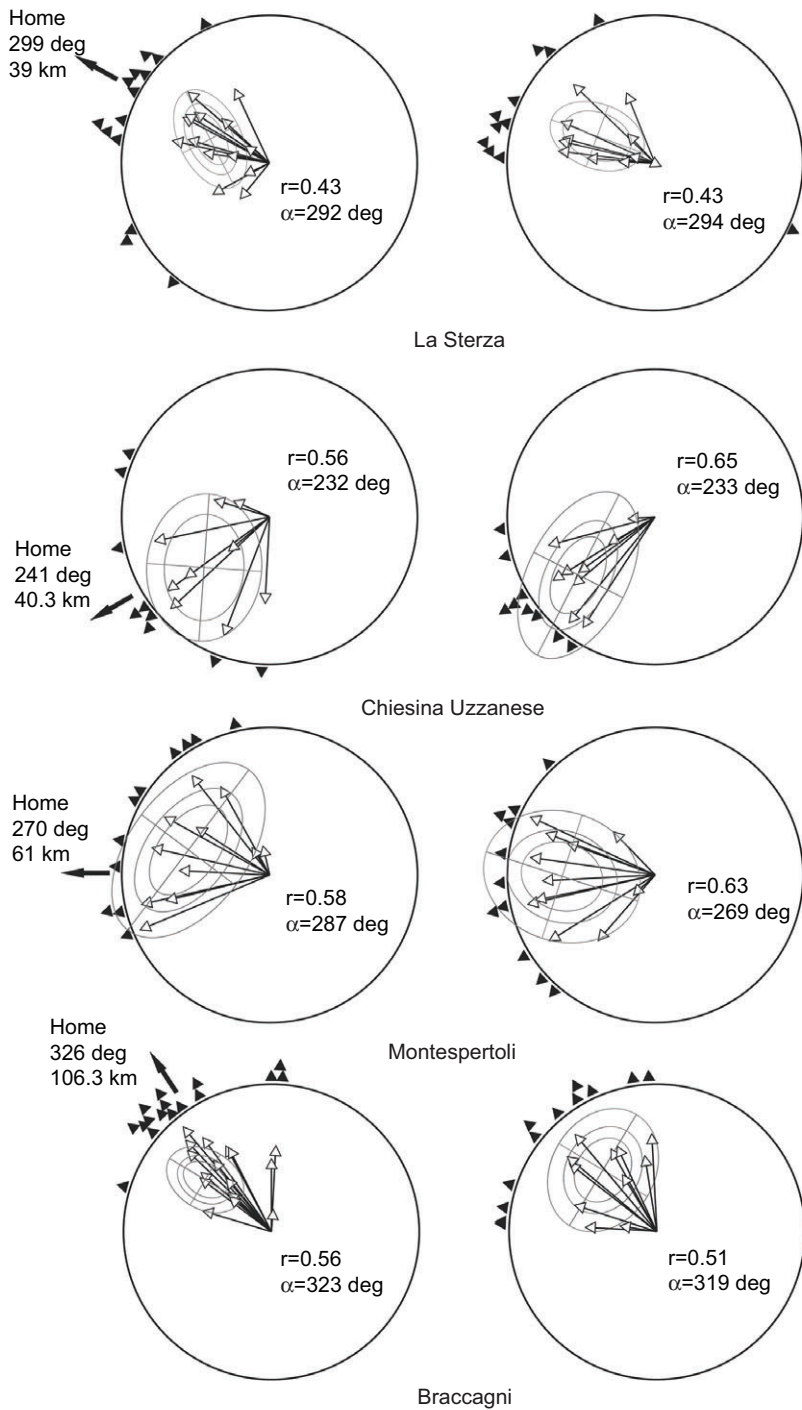 Home
299 deg
39 km
r=0.43
α=292 deg
r=0.43
α=294 deg
La Sterza
r=0.56
α=232 deg
r=0.65
α=233 deg
Home
241 deg
40.3 km
Chiesina Uzzanese
Home
270 deg
61 km
r=0.58
α=287 deg
r=0.63
α=269 deg
Montespertoli
Home
326 deg
106.3 km
r=0.56
α=323 deg
r=0.51
α=319 deg
Braccagni